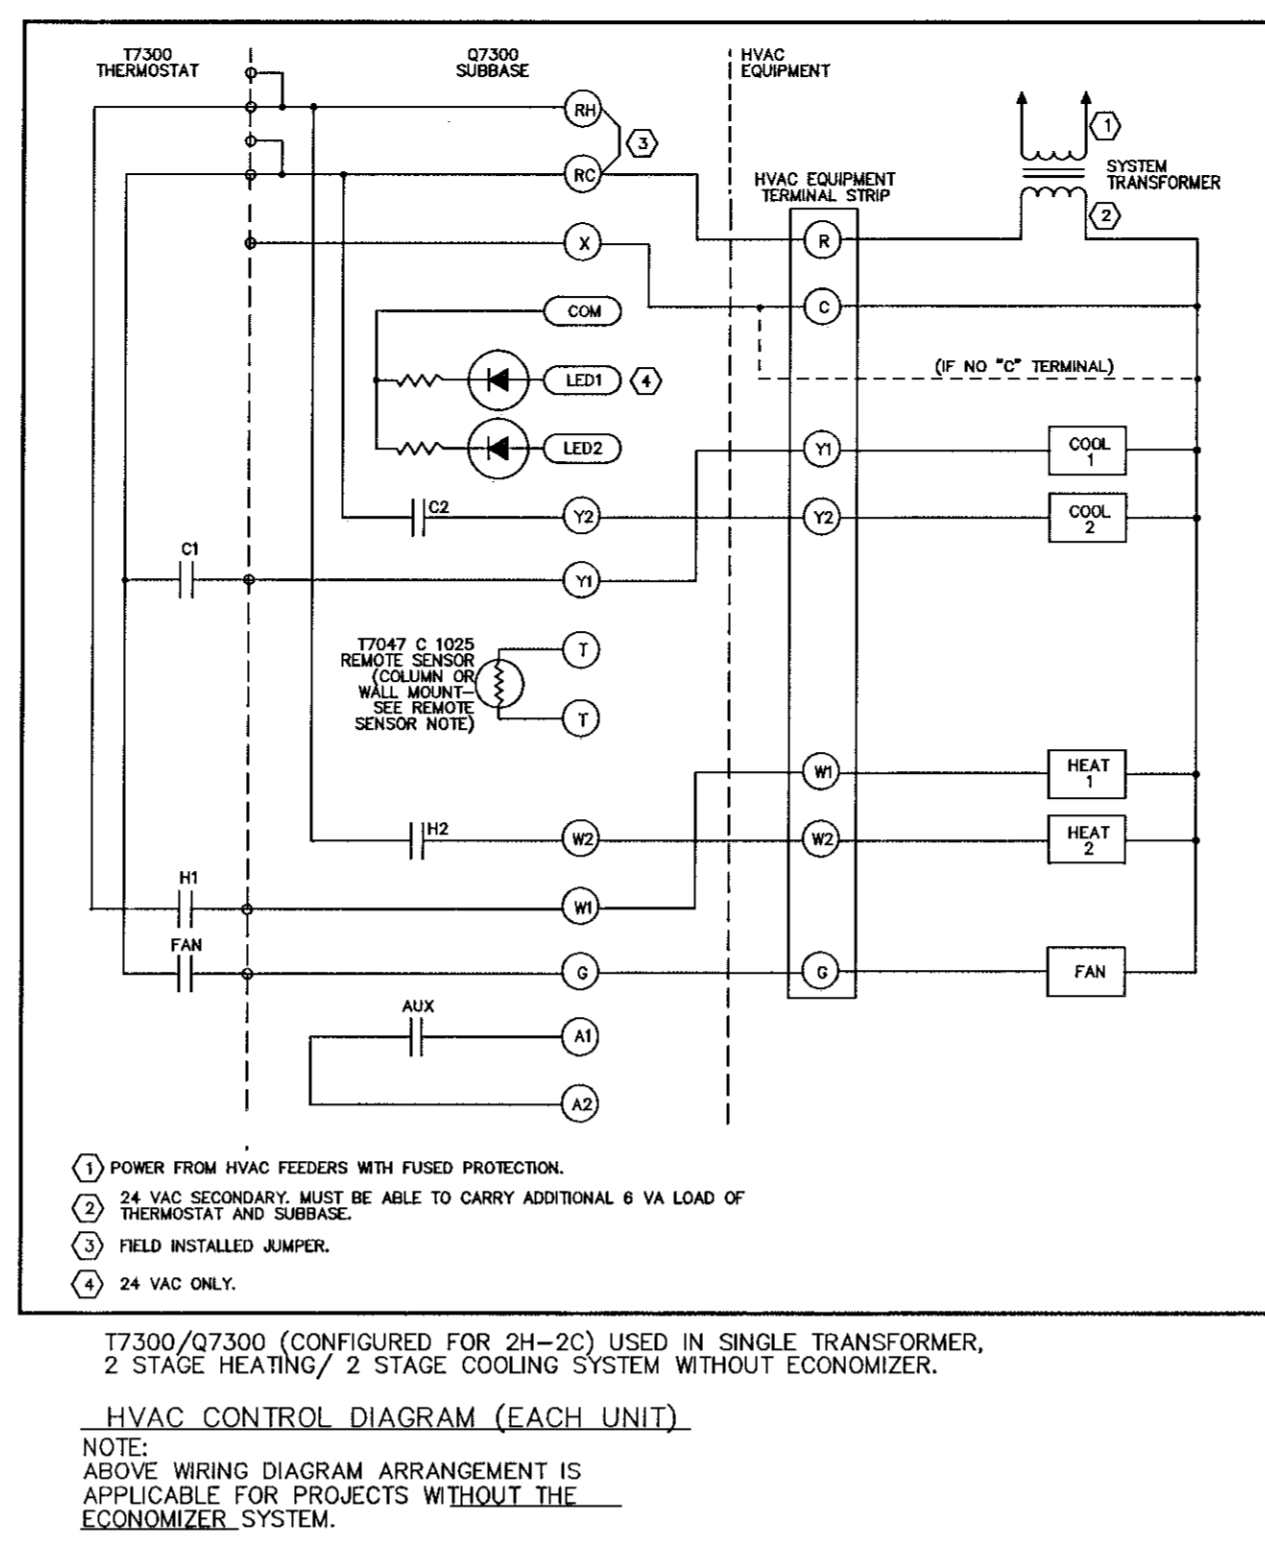 T7300
THERMOSTAT
Q7300
SUBBASE
HVAC
EQUIPMENT
RH
3
RC
1
SYSTEM
TRANSFORMER
2
HVAC EQUIPMENT
TERMINAL STRIP
X
R
COM
C
(IF NO "C" TERMINAL)
LED1
4
LED2
Y1
COOL
1
C2
Y2
Y2
COOL
2
C1
Y1
T7047 C 1025
REMOTE SENSOR
(COLUMN OR
WALL MOUNT-
SEE REMOTE
SENSOR NOTE)
T
T
W1
HEAT
1
H2
W2
W2
HEAT
2
H1
W1
FAN
G
G
FAN
AUX
A1
A2
1 POWER FROM HVAC FEEDERS WITH FUSED PROTECTION.
2 24 VAC SECONDARY. MUST BE ABLE TO CARRY ADDITIONAL 6 VA LOAD OF
THERMOSTAT AND SUBBASE.
3 FIELD INSTALLED JUMPER.
4 24 VAC ONLY.
T7300/Q7300 (CONFIGURED FOR 2H-2C) USED IN SINGLE TRANSFORMER,
2 STAGE HEATING/ 2 STAGE COOLING SYSTEM WITHOUT ECONOMIZER.
HVAC CONTROL DIAGRAM (EACH UNIT)
NOTE:
ABOVE WIRING DIAGRAM ARRANGEMENT IS
APPLICABLE FOR PROJECTS WITHOUT THE
ECONOMIZER SYSTEM.